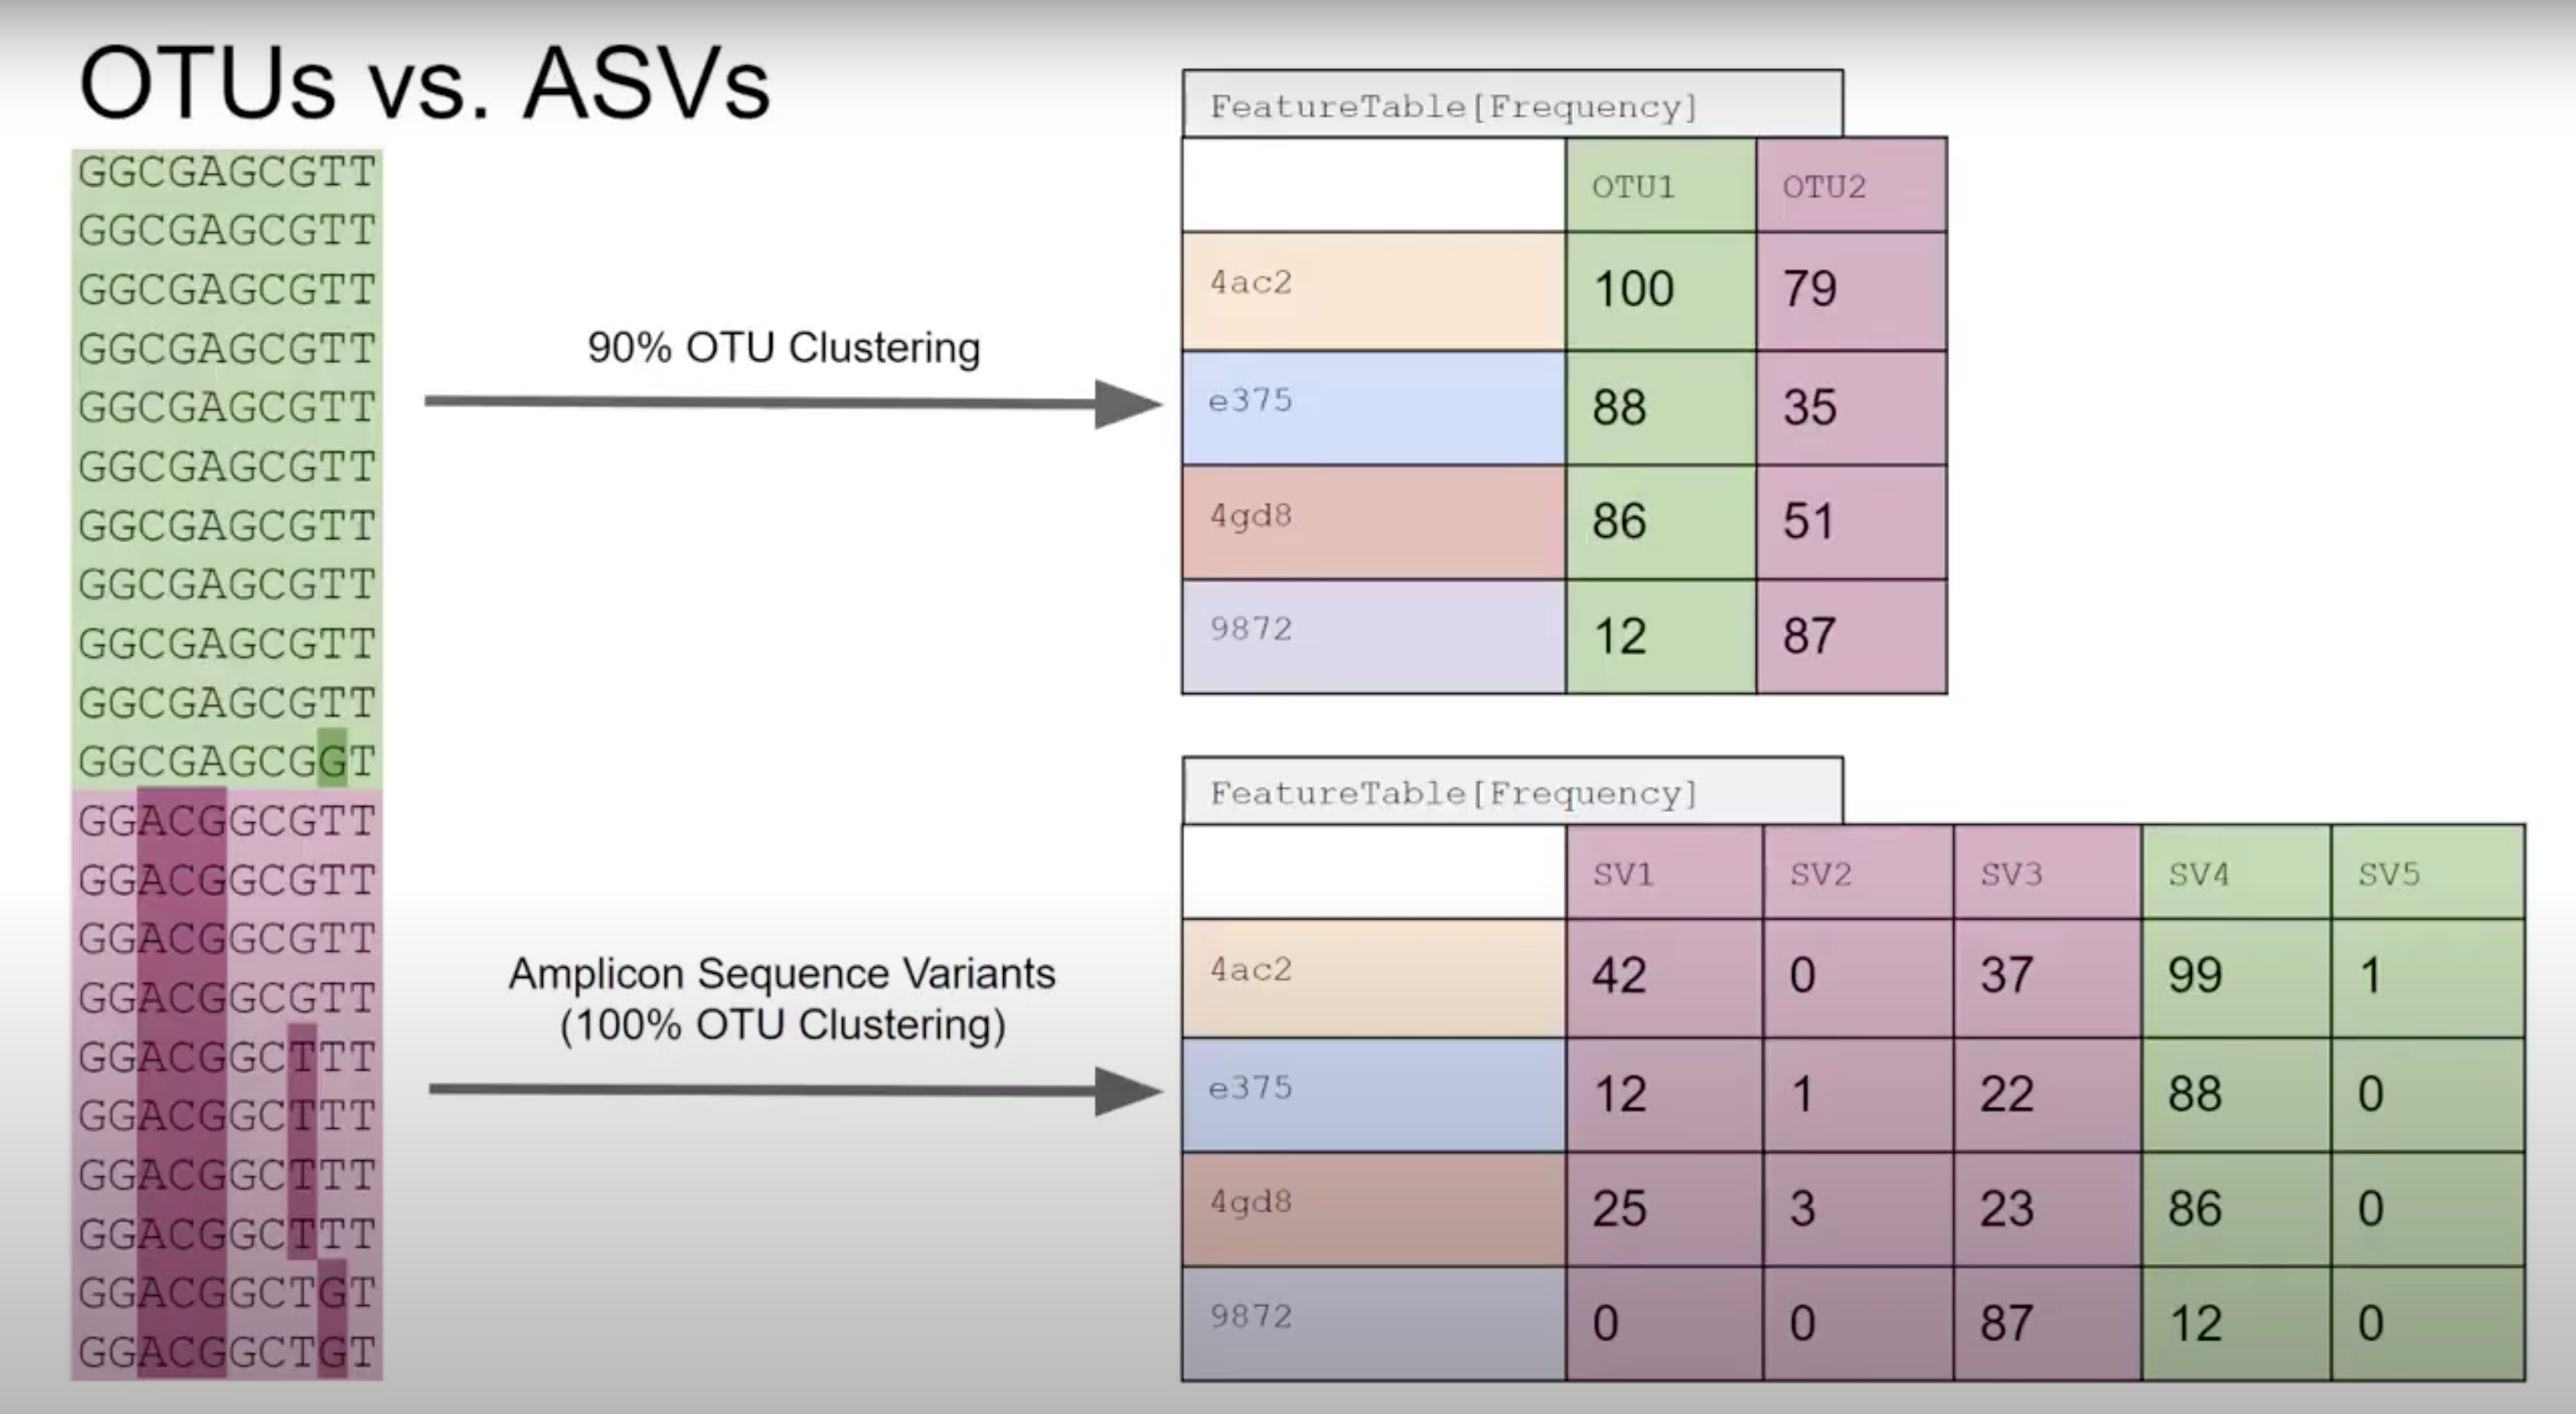 OTUs vs. ASVs
GGCGAGCGTT
GGCGAGCGTT
GGCGAGCGTT
GGCGAGCGTT
GGCGAGCGTT
GGCGAGCGTT
GGCGAGCGTT
GGCGAGCGTT
GGCGAGCGTT
GGCGAGCGTT
GGCGAGCGGT
GGACGGCGTT
GGACGGCGTT
GGACGGCGTT
GGACGGCGTT
GGACGGCTTT
GGACGGCTTT
GGACGGCTTT
GGACGGCTTT
GGACGGCTGT
GGACGGCTGT
90% OTU Clustering
FeatureTable[Frequency]
OTU1 OTU2
4ac2 100 79
e375 88 35
4gd8 86 51
9872 12 87
Amplicon Sequence Variants
(100% OTU Clustering)
FeatureTable[Frequency]
SV1 SV2 SV3 SV4 SV5
4ac2 42 0 37 99 1
e375 12 1 22 88 0
4gd8 25 3 23 86 0
9872 0 0 87 12 0